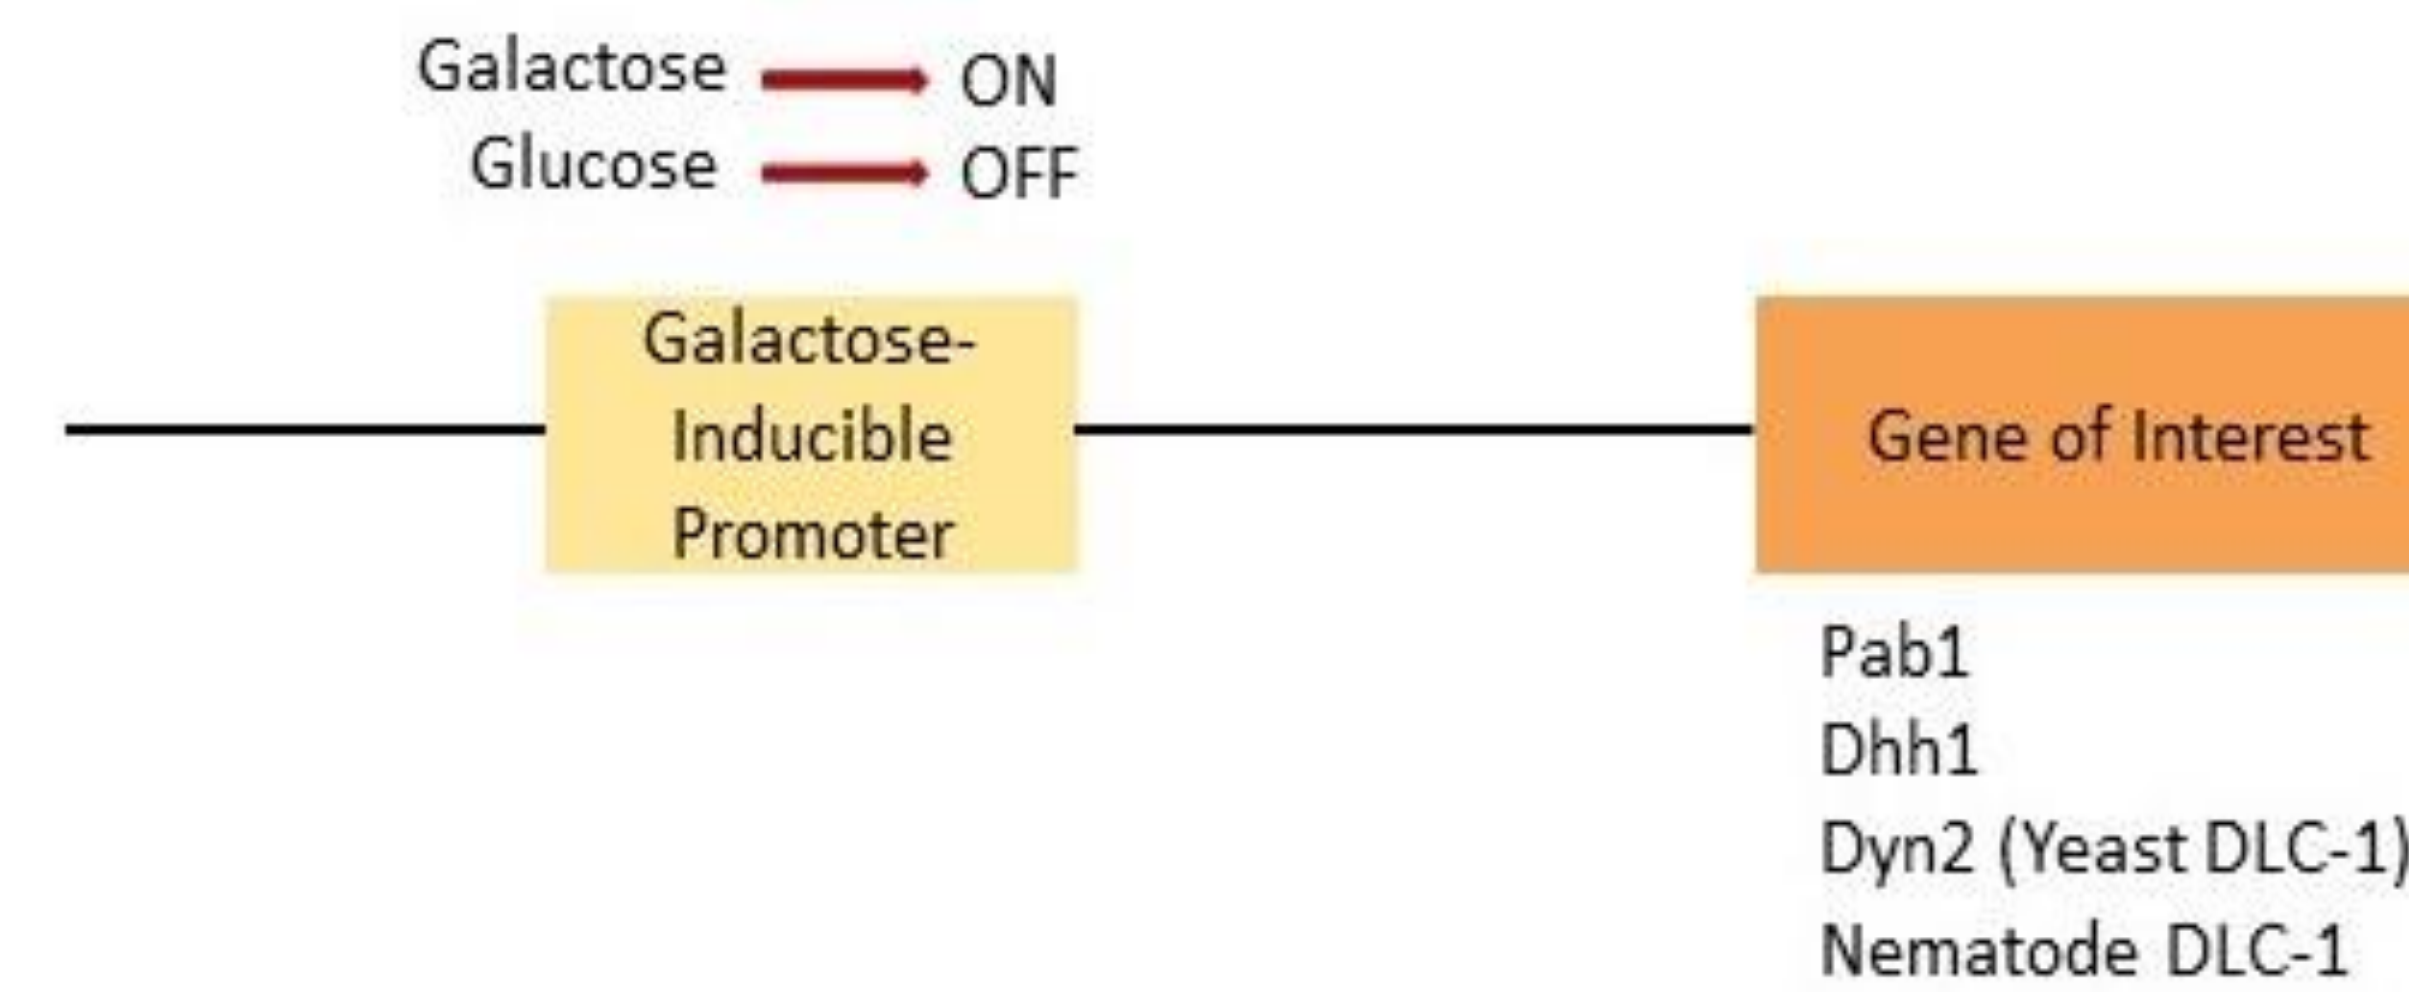 Galactose ON
Glucose OFF
Galactose-
Inducible
Promoter
Gene of Interest
Pab1
Dhh1
Dyn2 (Yeast DLC-1)
Nematode DLC-1